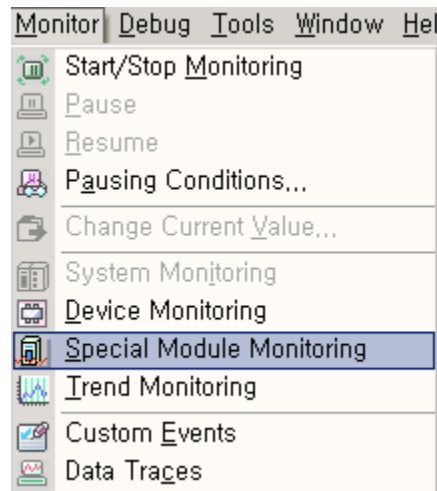 Monitor Debug Tools Window Hel
Start/Stop Monitoring
Pause
Resume
Pausing Conditions...
Change Current Value...
System Monitoring
Device Monitoring
Special Module Monitoring
Trend Monitoring
Custom Events
Data Traces